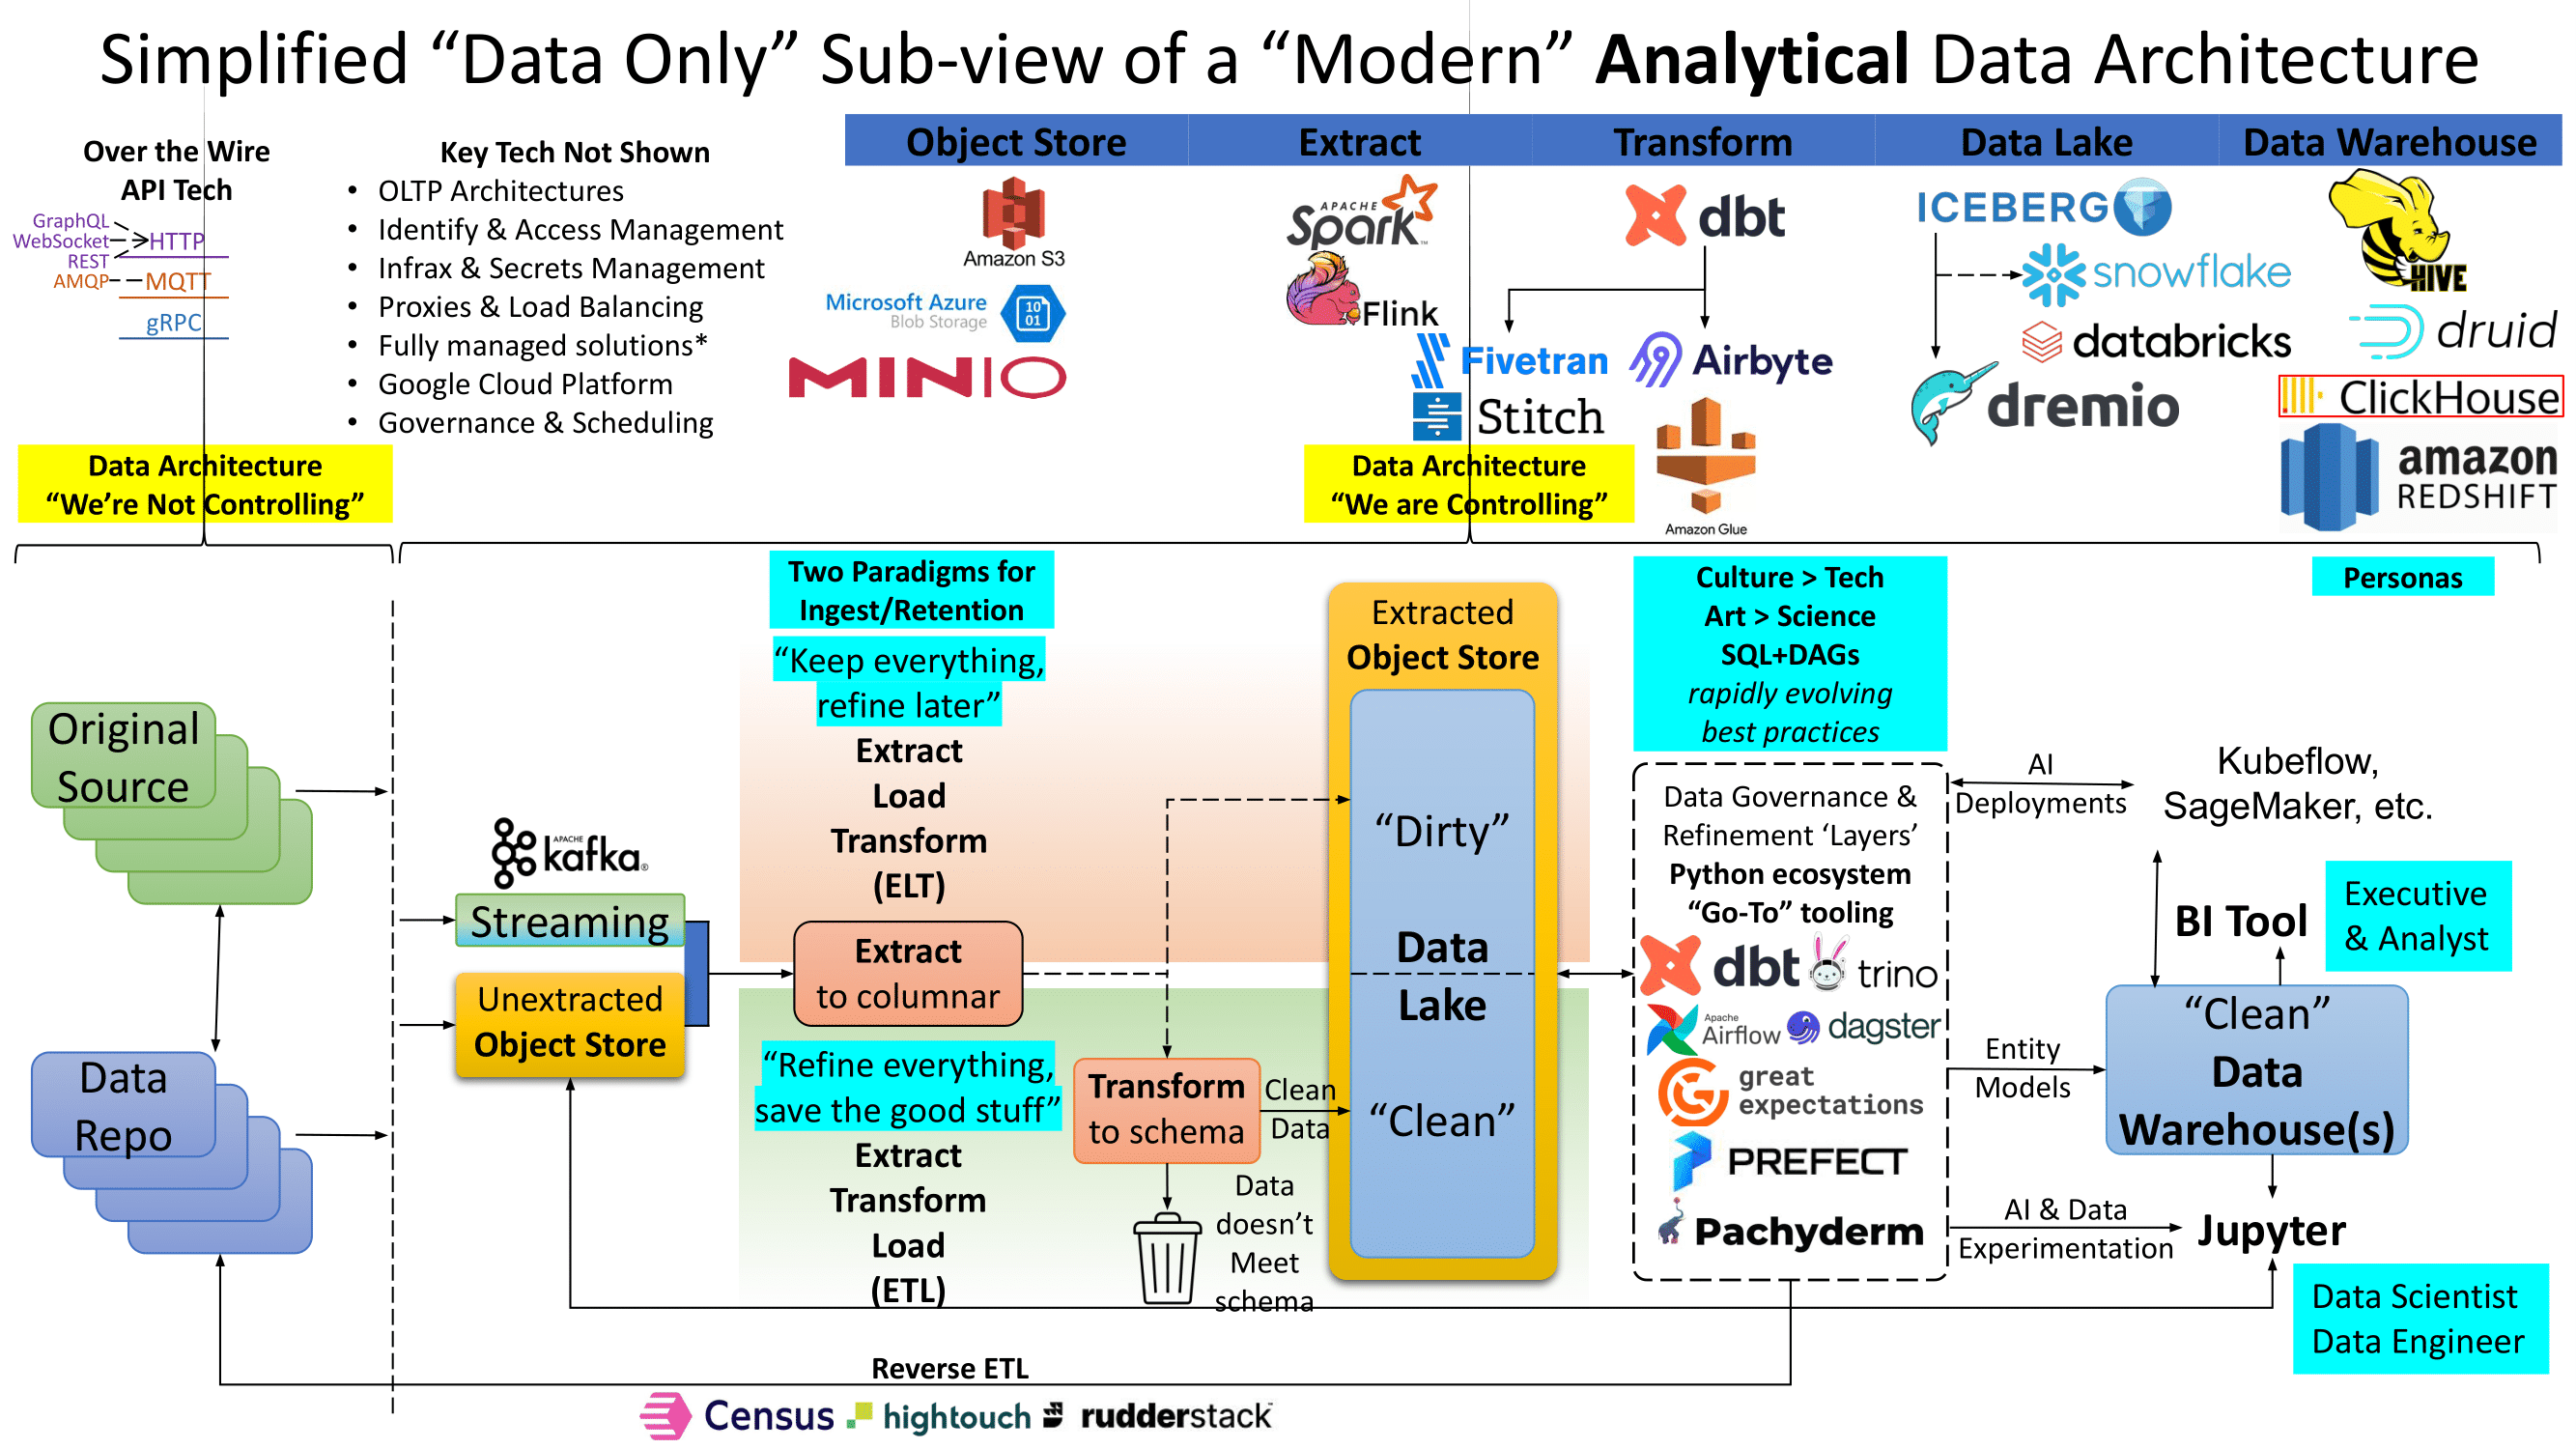 Simplified “Data Only” Sub-view of a “Modern” Analytical Data Architecture
Over the Wire
API Tech
GraphQL
WebSocket
REST
HTTP
AMQP
MQTT
gRPC
Key Tech Not Shown
• OLTP Architectures
• Identify & Access Management
• Infrax & Secrets Management
• Proxies & Load Balancing
• Fully managed solutions*
• Google Cloud Platform
• Governance & Scheduling
Object Store
Extract
Transform
Data Lake
Data Warehouse
Amazon S3
Microsoft Azure
Blob Storage
10
01
MINIO
APACHE
Spark™
Flink
Fivetran
Stitch
dbt
Airbyte
Amazon Glue
ICEBERG
snowflake
databricks
dremio
HIVE
druid
ClickHouse
amazon
REDSHIFT
Data Architecture
“We’re Not Controlling”
Data Architecture
“We are Controlling”
Original
Source
Data
Repo
APACHE
kafka®
Streaming
Unextracted
Object Store
Two Paradigms for
Ingest/Retention
“Keep everything,
refine later”
Extract
Load
Transform
(ELT)
Extract
to columnar
“Refine everything,
save the good stuff”
Extract
Transform
Load
(ETL)
Transform
to schema
Clean
Data
Data
doesn’t
Meet
schema
Extracted
Object Store
“Dirty”
Data
Lake
“Clean”
Culture > Tech
Art > Science
SQL+DAGs
rapidly evolving
best practices
Data Governance &
Refinement ‘Layers’
Python ecosystem
“Go-To” tooling
dbt
trino
Apache
Airflow
dagster
great
expectations
PREFECT
Pachyderm
Personas
AI
Deployments
Kubeflow,
SageMaker, etc.
BI Tool
Executive
& Analyst
Entity
Models
“Clean”
Data
Warehouse(s)
AI & Data
Experimentation
Jupyter
Data Scientist
Data Engineer
Reverse ETL
Census
hightouch
rudderstack™